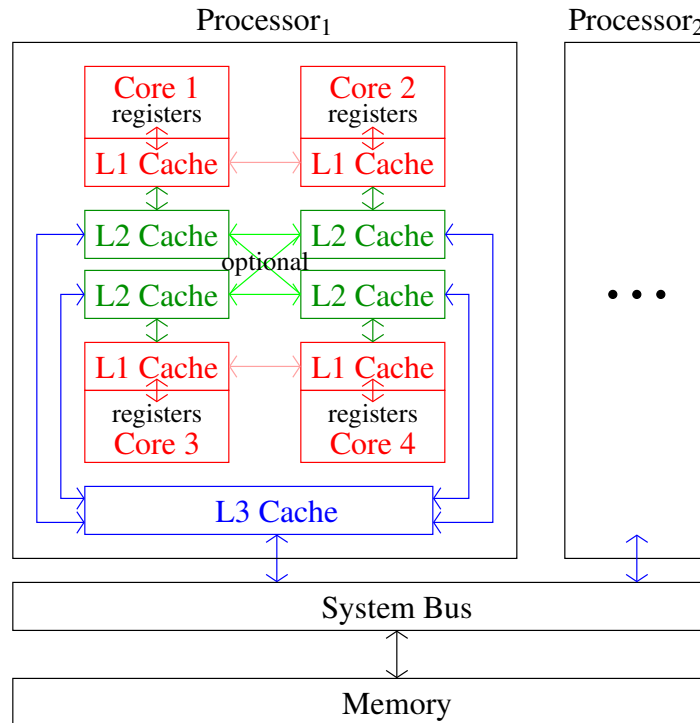 Processor₁ Processor₂
Core 1 Core 2
registers registers
L1 Cache L1 Cache
L2 Cache L2 Cache
optional
L2 Cache L2 Cache
L1 Cache L1 Cache
registers registers
Core 3 Core 4
L3 Cache
System Bus
Memory